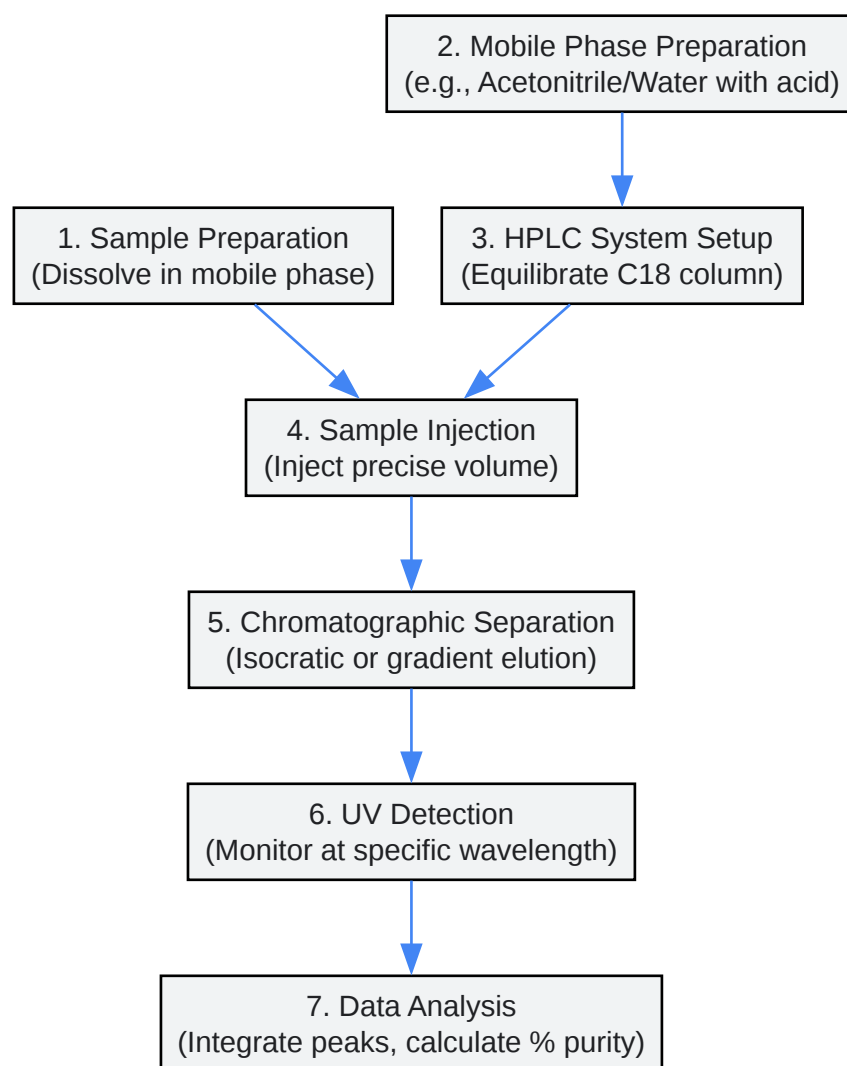 2. Mobile Phase Preparation
(e.g., Acetonitrile/Water with acid)
1. Sample Preparation
(Dissolve in mobile phase)
3. HPLC System Setup
(Equilibrate C18 column)
4. Sample Injection
(Inject precise volume)
5. Chromatographic Separation
(Isocratic or gradient elution)
6. UV Detection
(Monitor at specific wavelength)
7. Data Analysis
(Integrate peaks, calculate % purity)